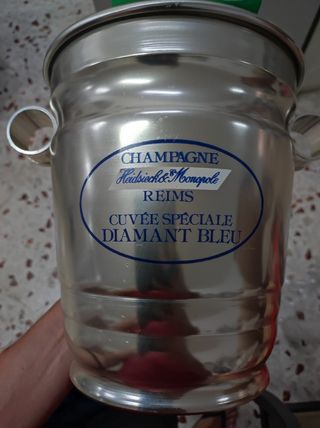 CHAMPAGNE
Heidsieck & Monopole
REIMS
CUVÉE SPÉCIALE
DIAMANT BLEU